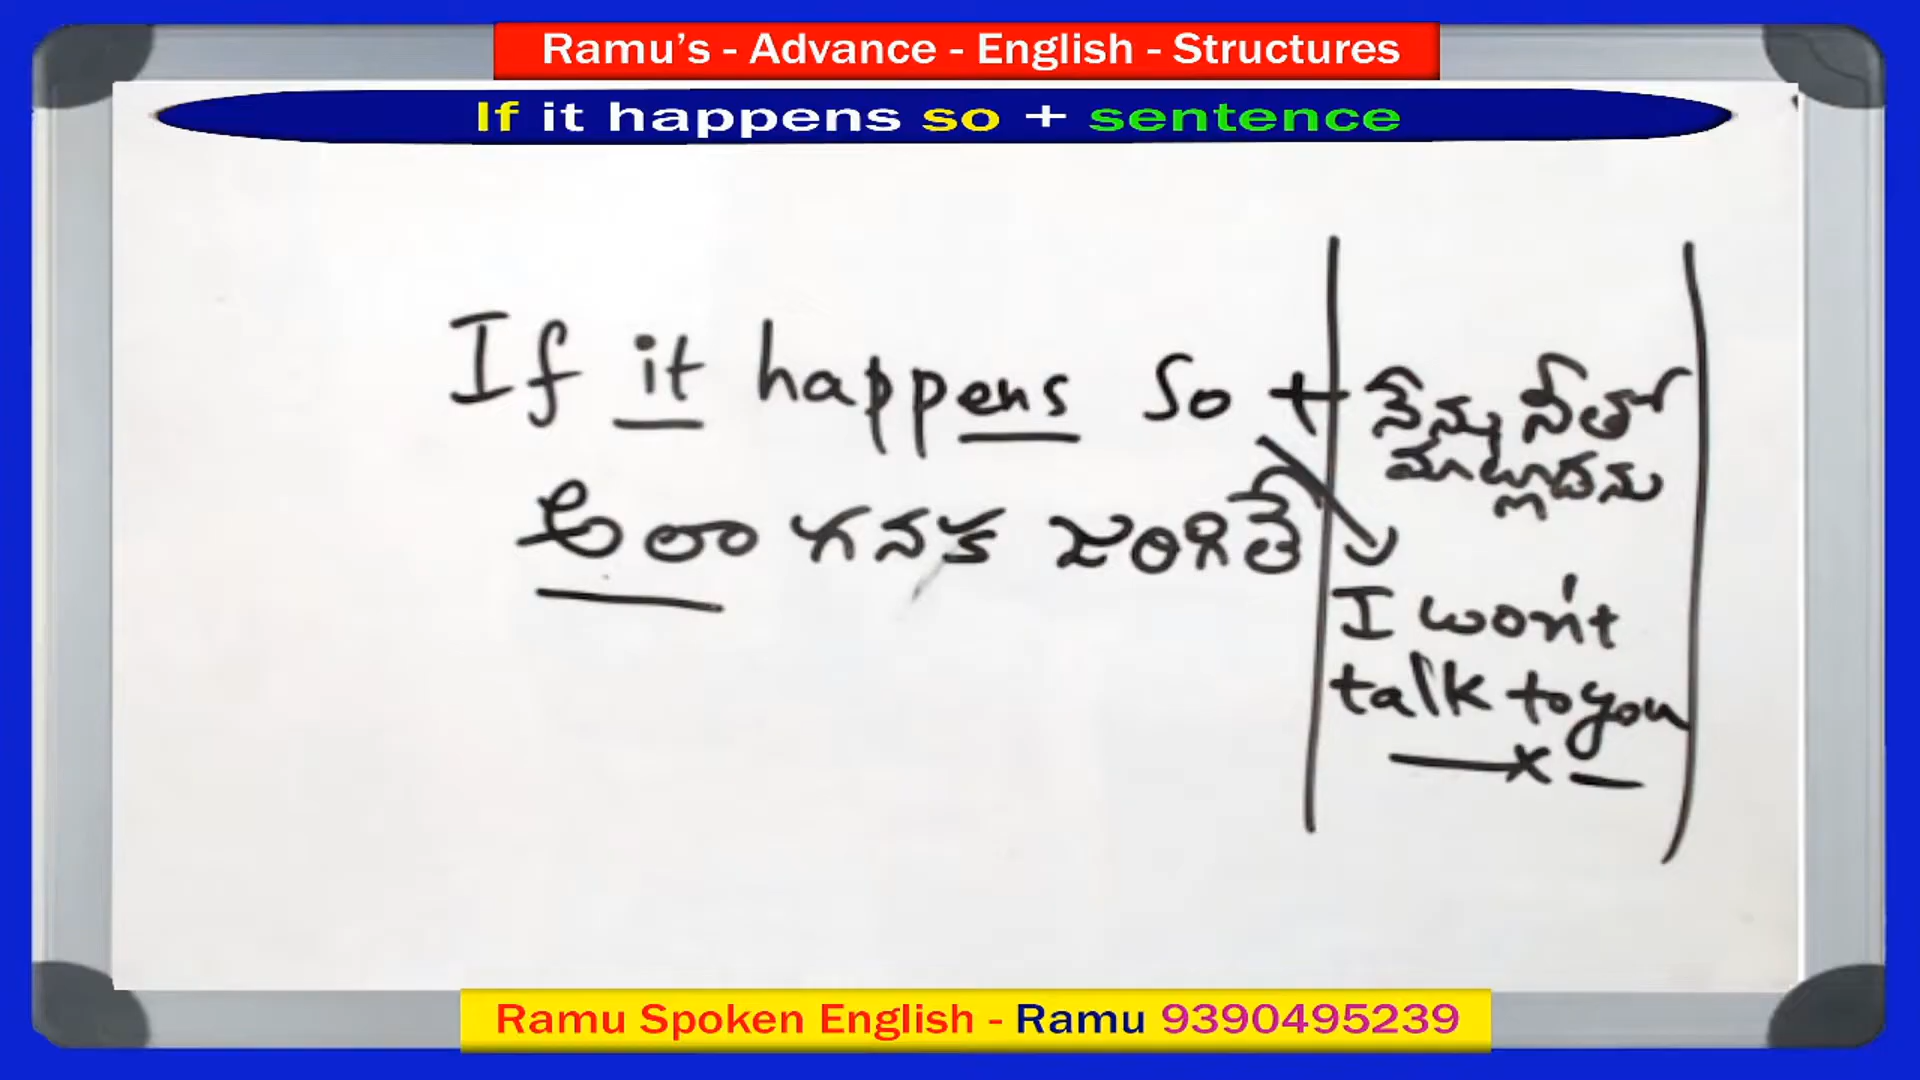 Ramu's - Advance - English - Structures
If it happens so + sentence
If it happens so + నేను నీతో
మాట్లాడను
అలా గనక జరిగితే
I won't
talk to you
Ramu Spoken English - Ramu 9390495239